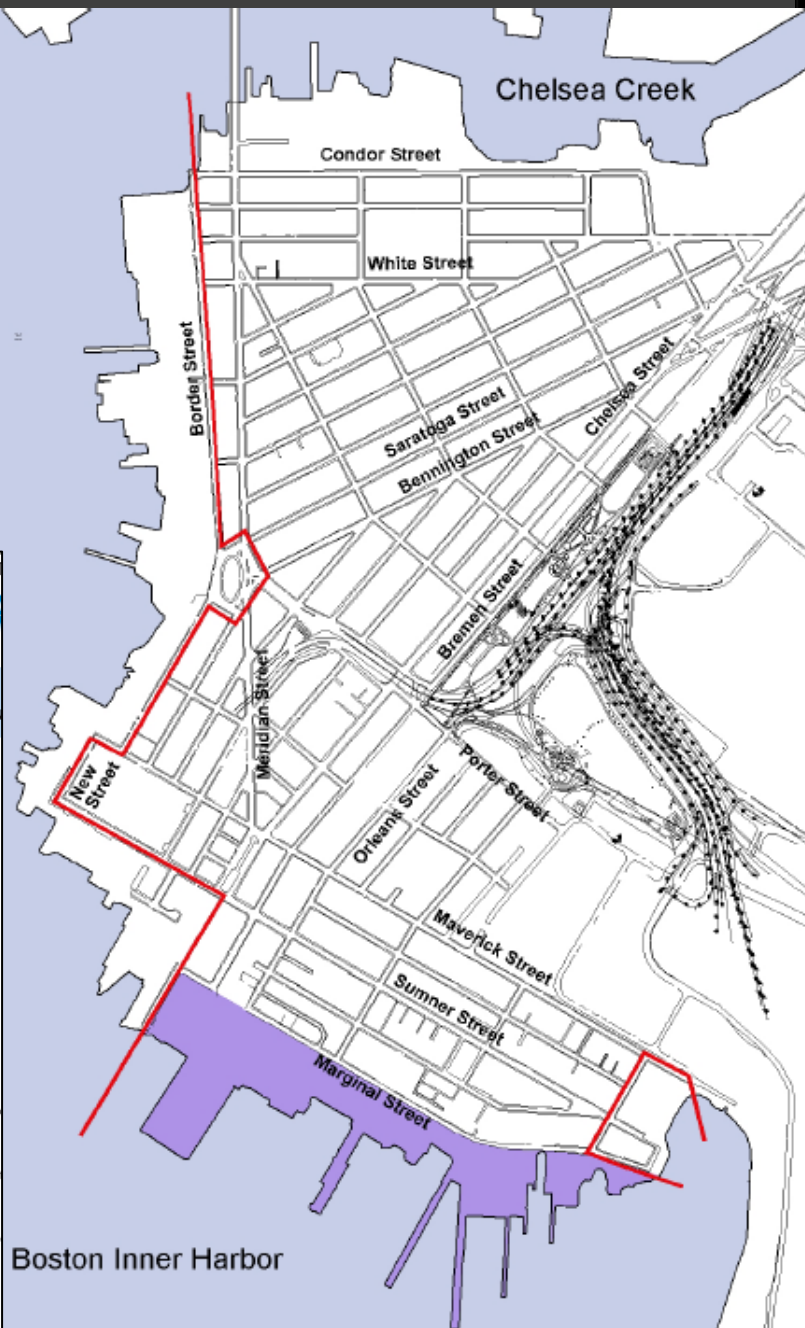 Chelsea Creek
Condor Street
White Street
Border Street
Chelsea Street
Saratoga Street
Bennington Street
Bremen Street
Meridian Street
New
Street
Porter Street
Orleans Street
Maverick Street
Sumner Street
Marginal Street
Boston Inner Harbor